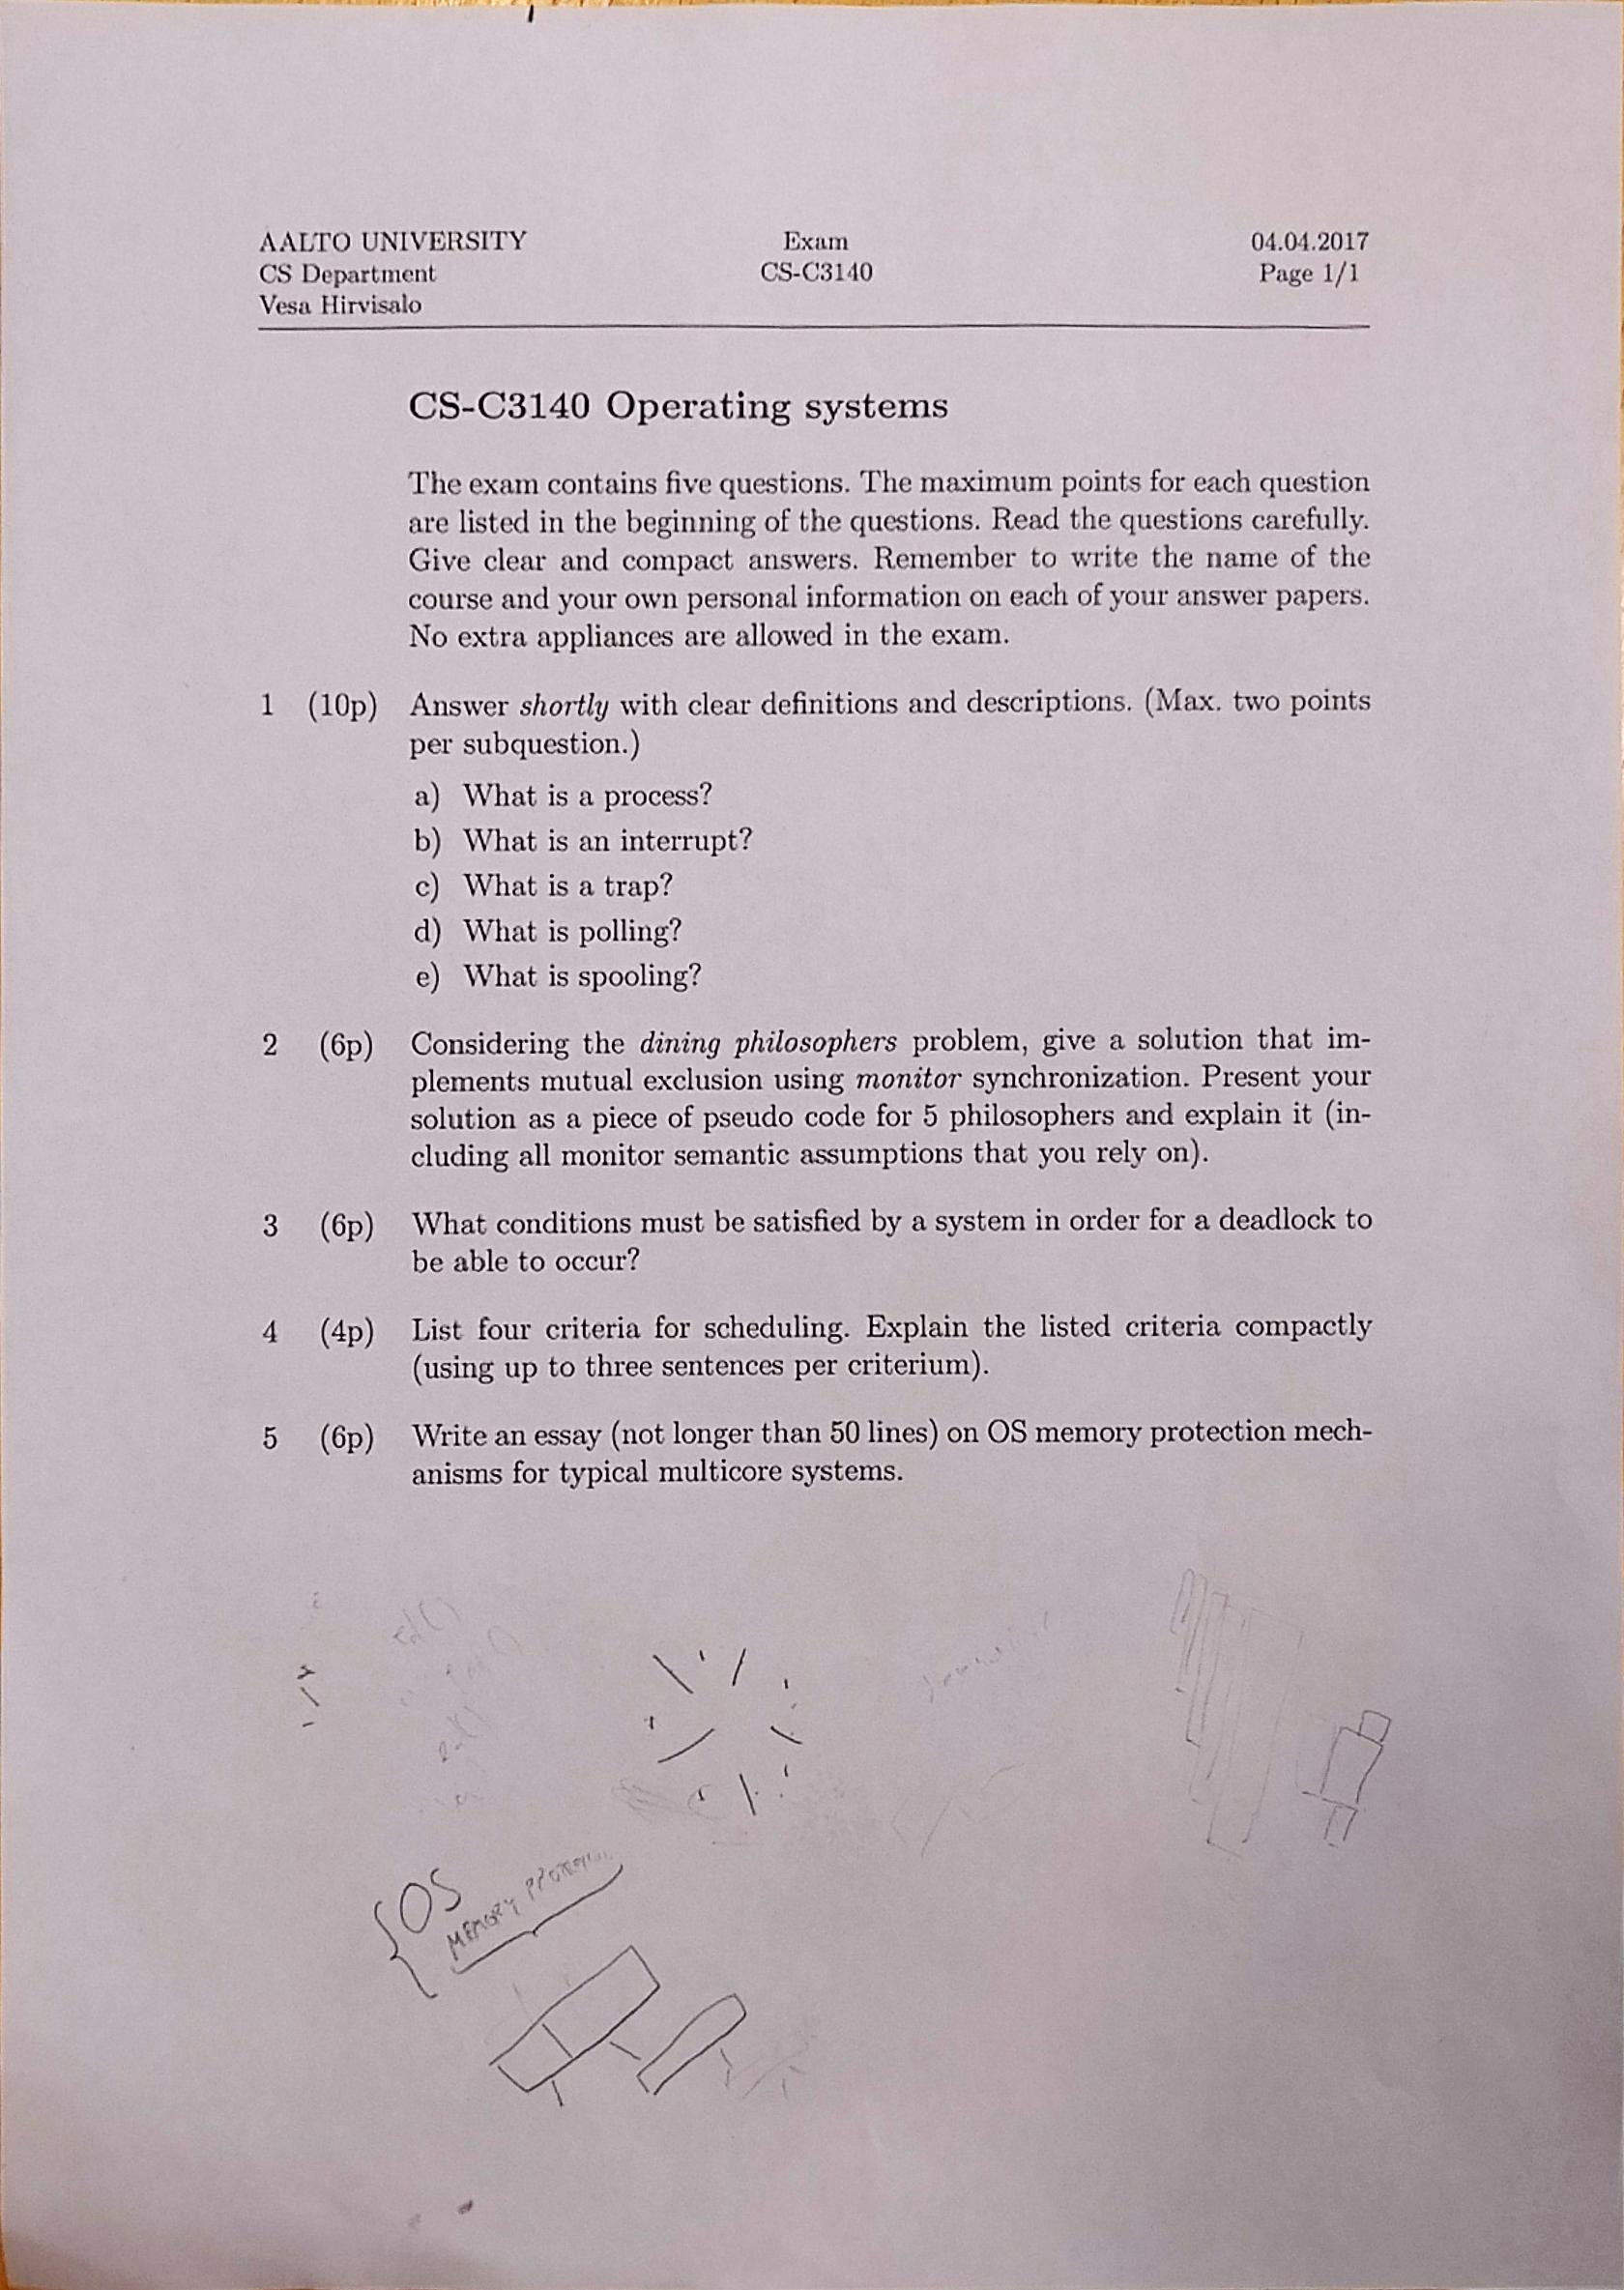 AALTO UNIVERSITY Exam 04.04.2017
CS Department CS-C3140 Page 1/1
Vesa Hirvisalo
CS-C3140 Operating systems
The exam contains five questions. The maximum points for each question
are listed in the beginning of the questions. Read the questions carefully.
Give clear and compact answers. Remember to write the name of the
course and your own personal information on each of your answer papers.
No extra appliances are allowed in the exam.
1 (10p) Answer shortly with clear definitions and descriptions. (Max. two points
per subquestion.)
a) What is a process?
b) What is an interrupt?
c) What is a trap?
d) What is polling?
e) What is spooling?
2 (6p) Considering the dining philosophers problem, give a solution that im-
plements mutual exclusion using monitor synchronization. Present your
solution as a piece of pseudo code for 5 philosophers and explain it (in-
cluding all monitor semantic assumptions that you rely on).
3 (6p) What conditions must be satisfied by a system in order for a deadlock to
be able to occur?
4 (4p) List four criteria for scheduling. Explain the listed criteria compactly
(using up to three sentences per criterium).
5 (6p) Write an essay (not longer than 50 lines) on OS memory protection mech-
anisms for typical multicore systems.
OS
MEMORY